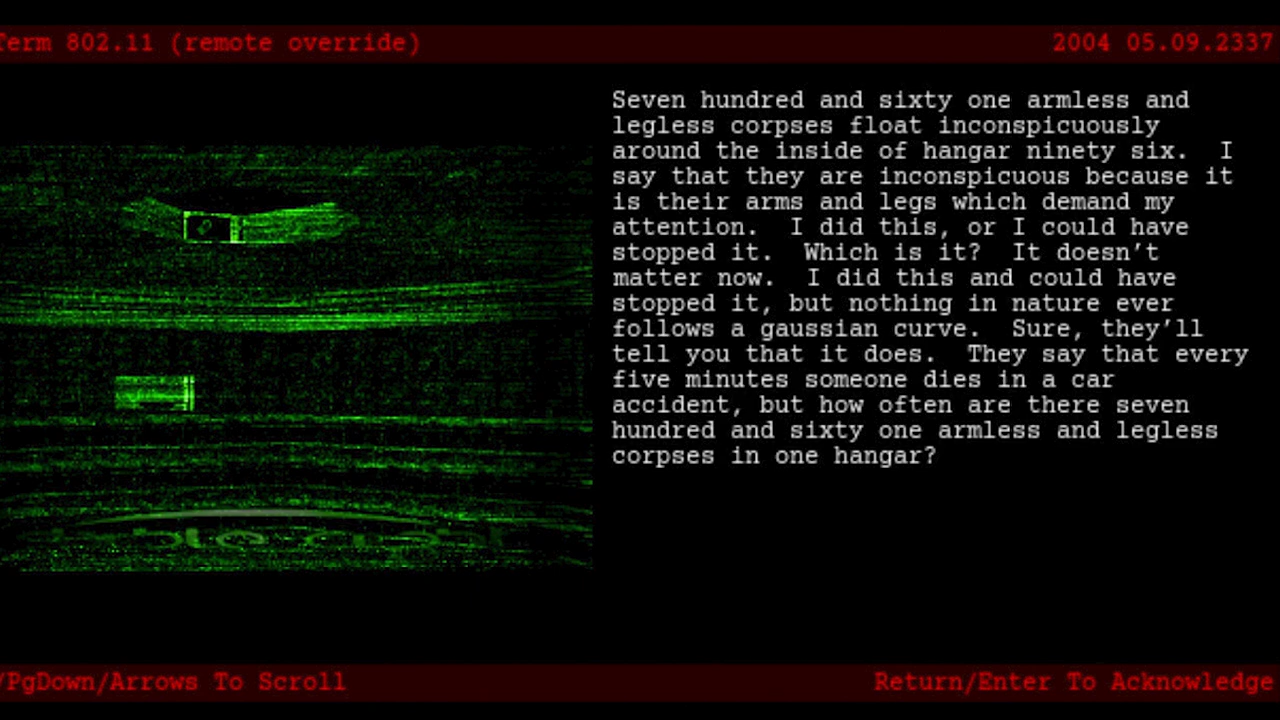 Term 802.11 (remote override)
2004 05.09.2337
Seven hundred and sixty one armless and
legless corpses float inconspicuously
around the inside of hangar ninety six.  I
say that they are inconspicuous because it
is their arms and legs which demand my
attention.  I did this, or I could have
stopped it.  Which is it?  It doesn't
matter now.  I did this and could have
stopped it, but nothing in nature ever
follows a gaussian curve.  Sure, they'll
tell you that it does.  They say that every
five minutes someone dies in a car
accident, but how often are there seven
hundred and sixty one armless and legless
corpses in one hangar?
/PgDown/Arrows To Scroll
Return/Enter To Acknowledge